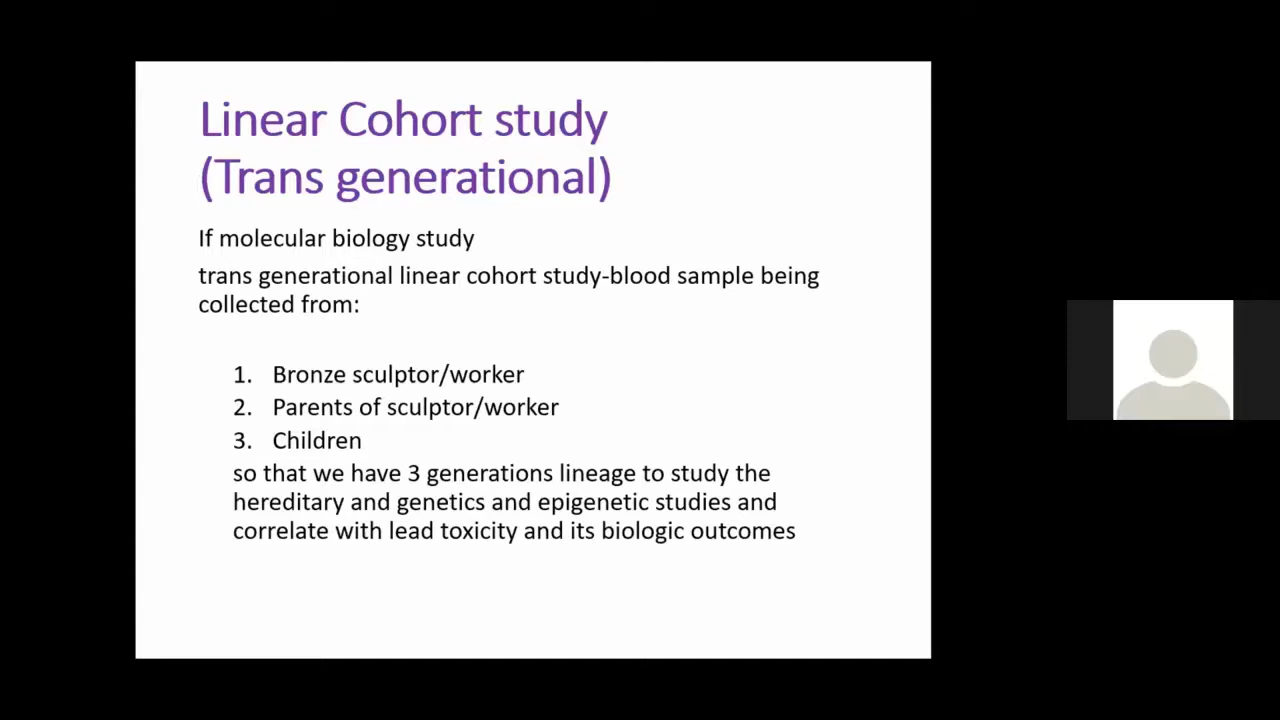 Linear Cohort study
(Trans generational)
If molecular biology study
trans generational linear cohort study-blood sample being
collected from:
1. Bronze sculptor/worker
2. Parents of sculptor/worker
3. Children
so that we have 3 generations lineage to study the
hereditary and genetics and epigenetic studies and
correlate with lead toxicity and its biologic outcomes